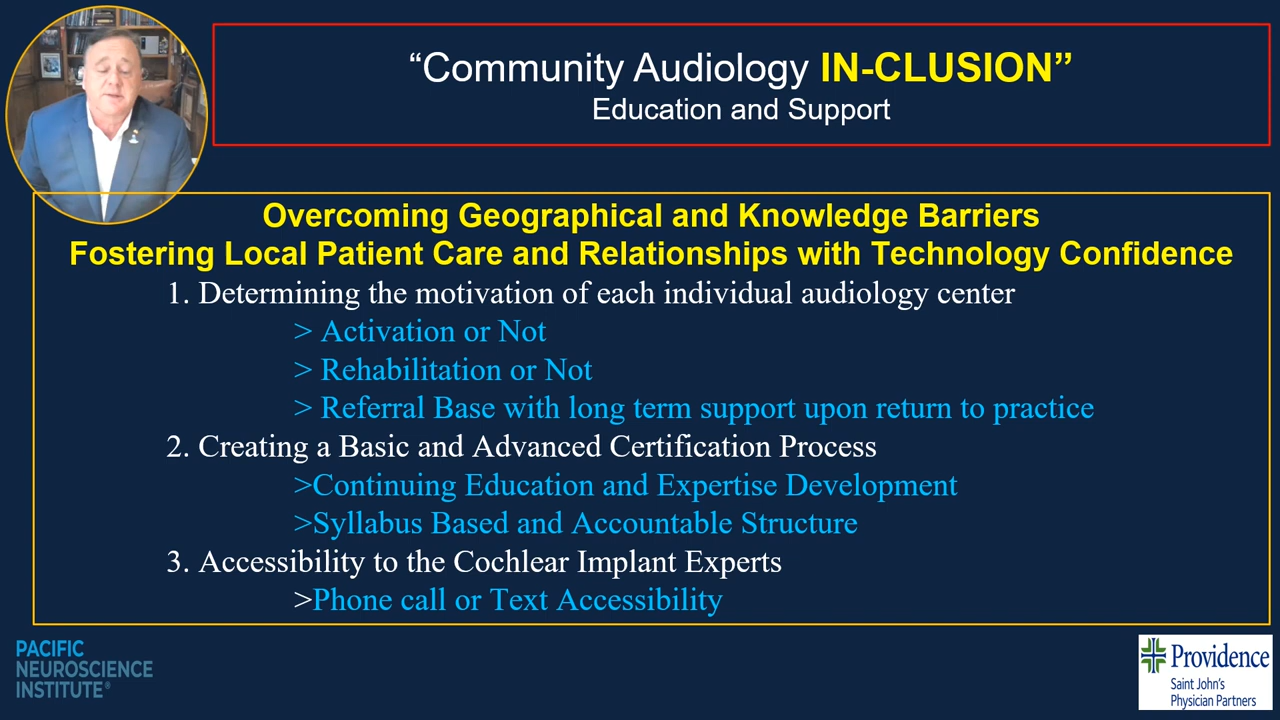 “Community Audiology IN-CLUSION”
Education and Support
Overcoming Geographical and Knowledge Barriers
Fostering Local Patient Care and Relationships with Technology Confidence
1. Determining the motivation of each individual audiology center
> Activation or Not
> Rehabilitation or Not
> Referral Base with long term support upon return to practice
2. Creating a Basic and Advanced Certification Process
>Continuing Education and Expertise Development
>Syllabus Based and Accountable Structure
3. Accessibility to the Cochlear Implant Experts
>Phone call or Text Accessibility
PACIFIC
NEUROSCIENCE
INSTITUTE®
Providence
Saint John's
Physician Partners